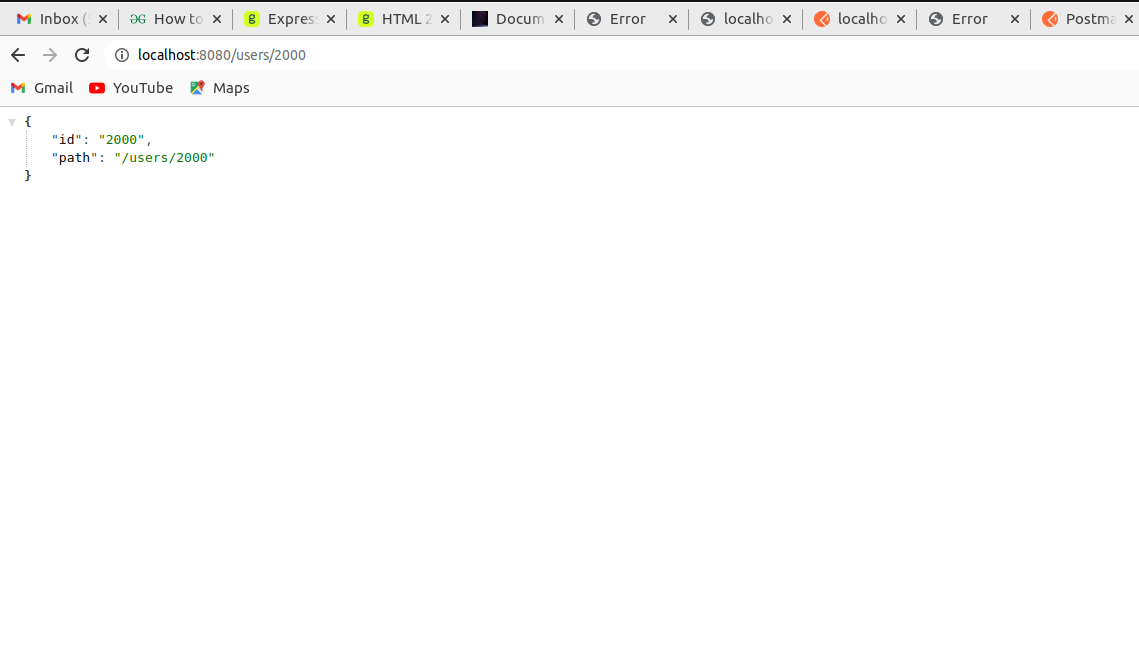 Inbox ( How to Express HTML 2 Docum Error localho localho Error Postma
localhost:8080/users/2000
Gmail YouTube Maps
{
"id": "2000",
"path": "/users/2000"
}